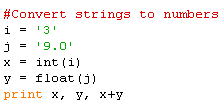 #Convert strings to numbers
i = '3'
j = '9.0'
x = int(i)
y = float(j)
print x, y, x+y